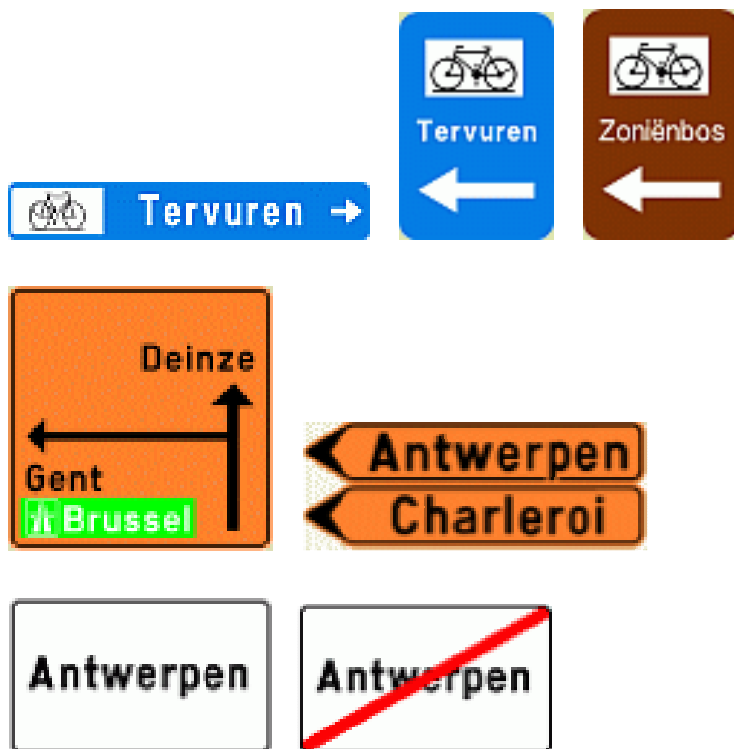 Tervuren
Tervuren
Zoniënbos
Deinze
Gent
Brussel
Antwerpen
Charleroi
Antwerpen
Antwerpen